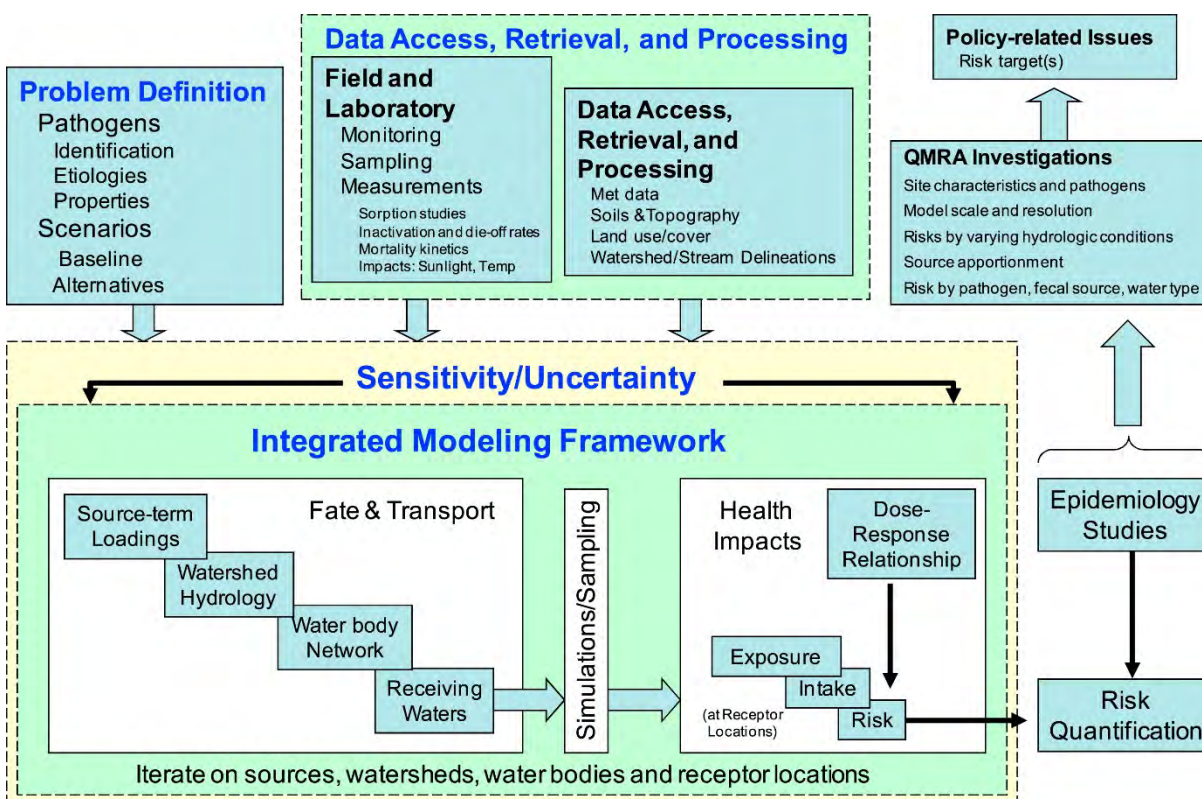 Problem Definition
Pathogens
Identification
Etiologies
Properties
Scenarios
Baseline
Alternatives
Data Access, Retrieval, and Processing
Field and
Laboratory
Monitoring
Sampling
Measurements
Sorption studies
Inactivation and die-off rates
Mortality kinetics
Impacts: Sunlight, Temp
Data Access,
Retrieval, and
Processing
Met data
Soils &Topography
Land use/cover
Watershed/Stream Delineations
Policy-related Issues
Risk target(s)
QMRA Investigations
Site characteristics and pathogens
Model scale and resolution
Risks by varying hydrologic conditions
Source apportionment
Risk by pathogen, fecal source, water type
Sensitivity/Uncertainty
Integrated Modeling Framework
Fate & Transport
Source-term
Loadings
Watershed
Hydrology
Water body
Network
Receiving
Waters
Simulations/Sampling
Health
Impacts
Dose-
Response
Relationship
Exposure
Intake
Risk
(at Receptor
Locations)
Iterate on sources, watersheds, water bodies and receptor locations
Epidemiology
Studies
Risk
Quantification